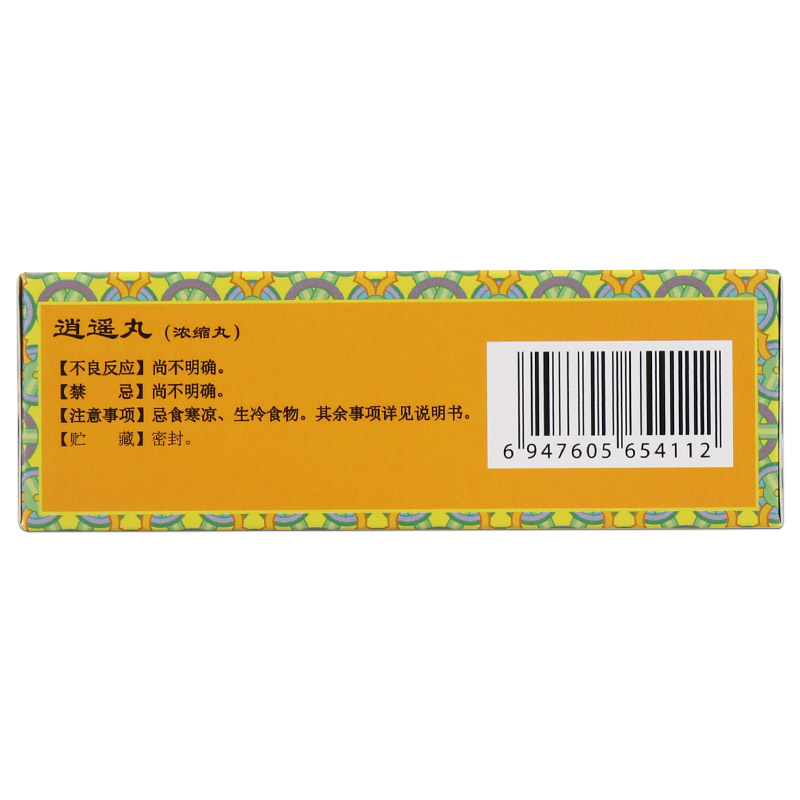 逍遥丸（浓缩丸）
【不良反应】尚不明确。
【禁　　忌】尚不明确。
【注意事项】忌食寒凉、生冷食物。其余事项详见说明书。
【贮　　藏】密封。
6 947605 654112